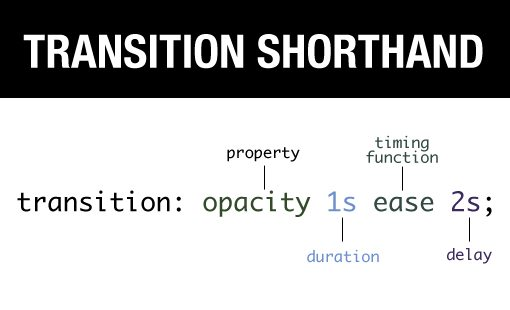 TRANSITION SHORTHAND
timing
function
property
transition: opacity 1s ease 2s;
duration
delay